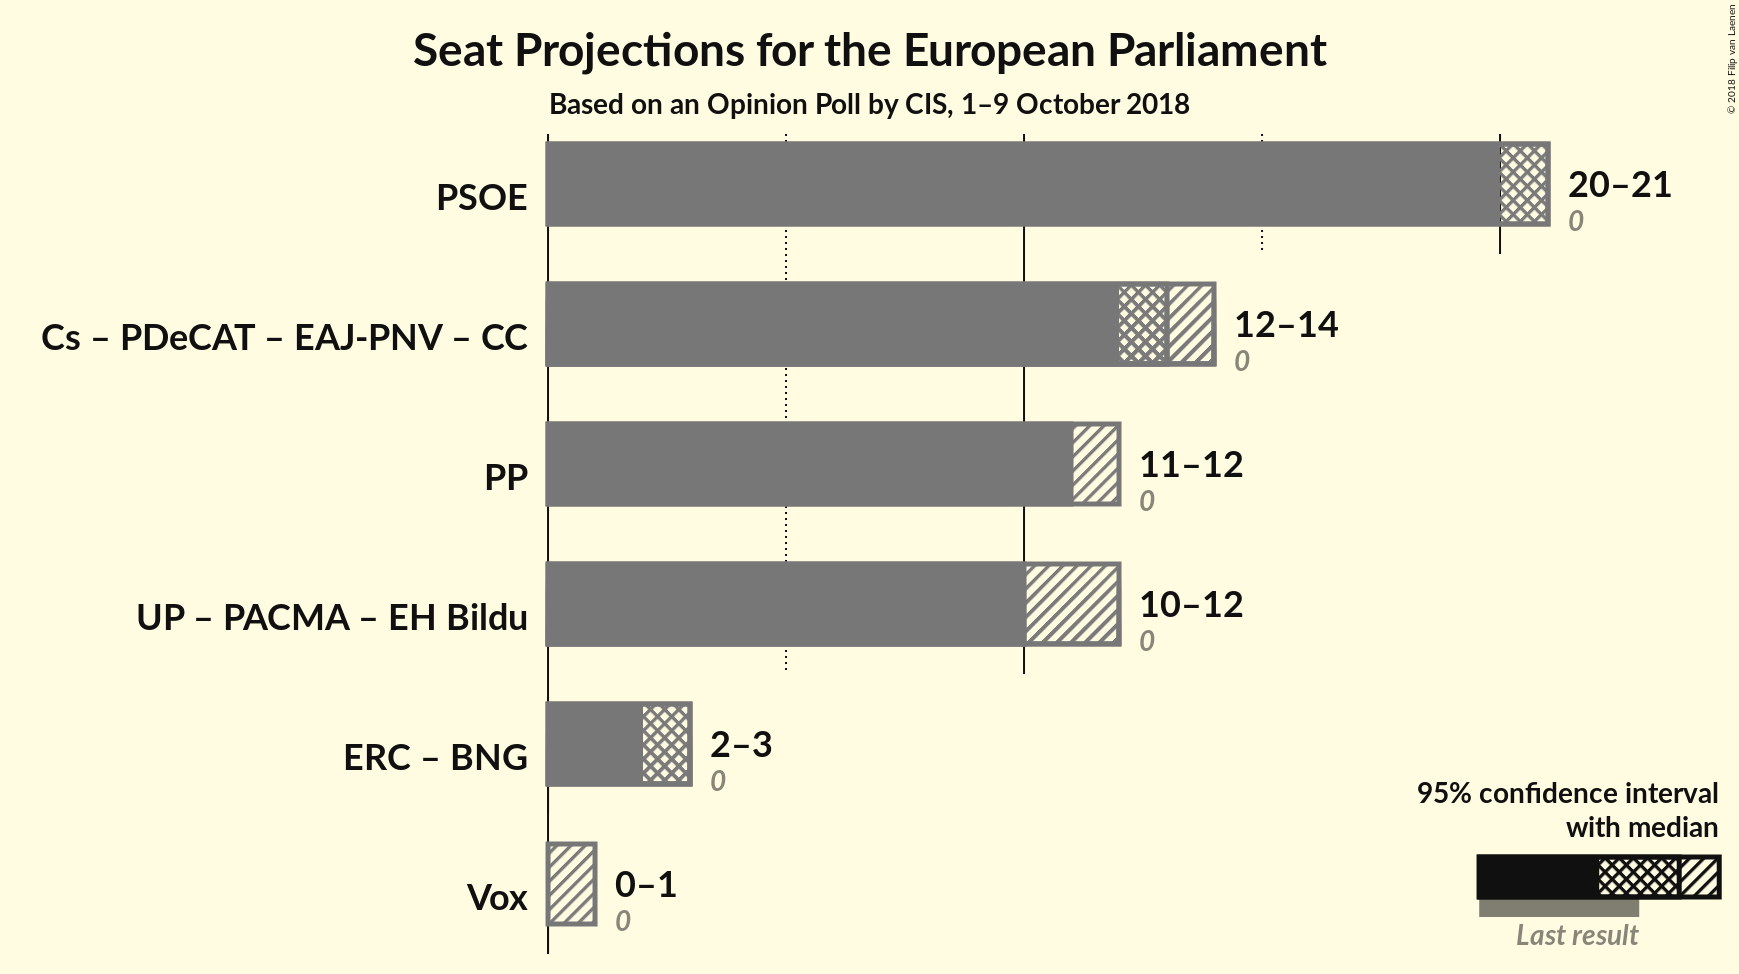 Seat Projections for the European Parliament
Based on an Opinion Poll by CIS, 1–9 October 2018
© 2018 Filip van Laenen
PSOE
20–21
0
Cs – PDeCAT – EAJ-PNV – CC
12–14
0
PP
11–12
0
UP – PACMA – EH Bildu
10–12
0
ERC – BNG
2–3
0
Vox
0–1
0
95% confidence interval
with median
Last result